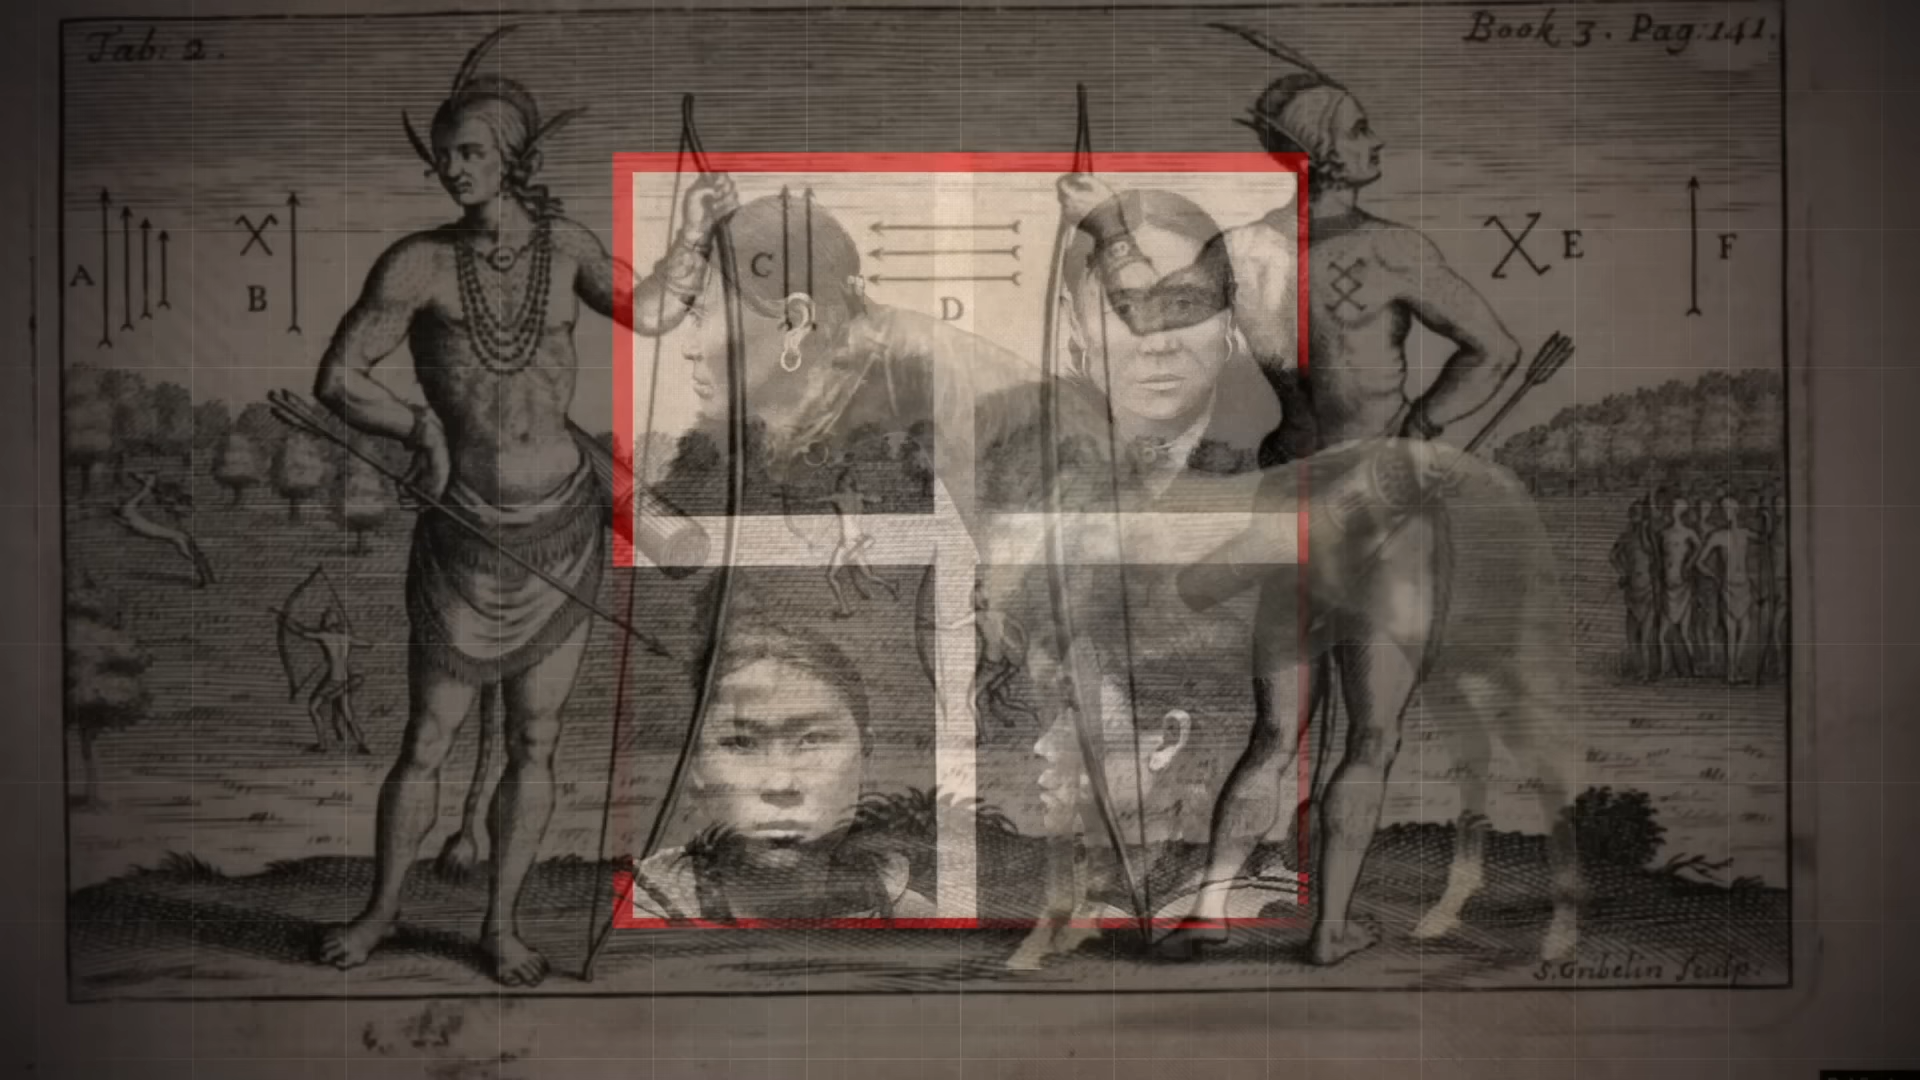 Tab: 2.
Book 3. Pag: 141.
A
B
C
D
E
F
S. Gribelin Sculp.